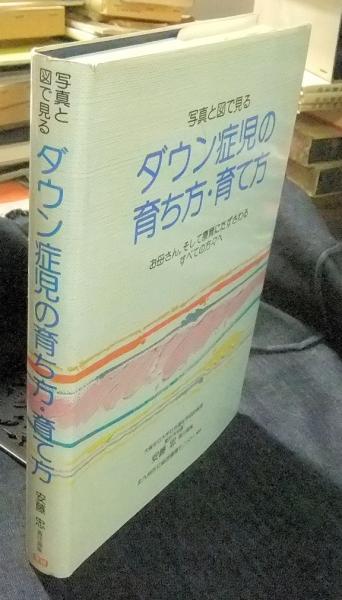 写真と図で見る
ダウン症児の育ち方・育て方
安藤 忠
写真と図で見る
ダウン症児の
育ち方・育て方
お母さん、そして療育にたずさわる
すべての方々へ
安藤 忠